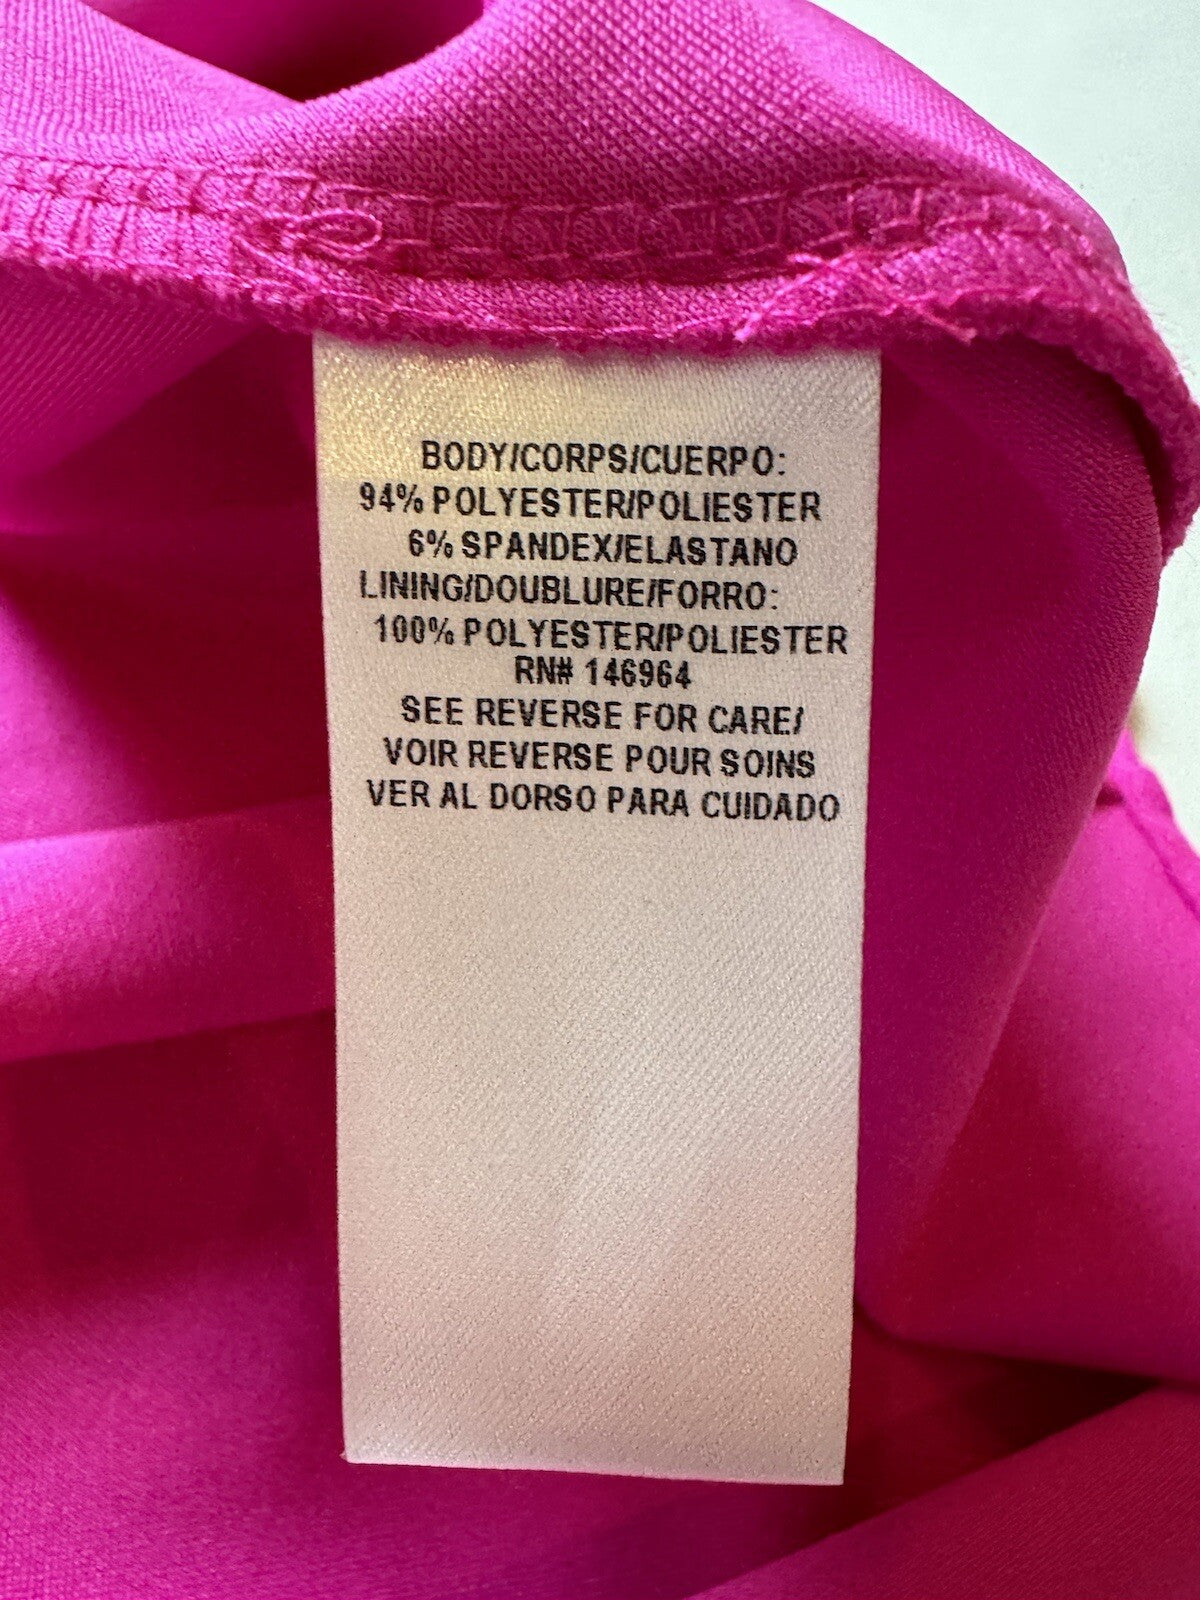 BODY/CORPS/CUERPO:
94% POLYESTER/POLIESTER
6% SPANDEX/ELASTANO
LINING/DOUBLURE/FORRO:
100% POLYESTER/POLIESTER
RN# 146964
SEE REVERSE FOR CARE/
VOIR REVERSE POUR SOINS
VER AL DORSO PARA CUIDADO